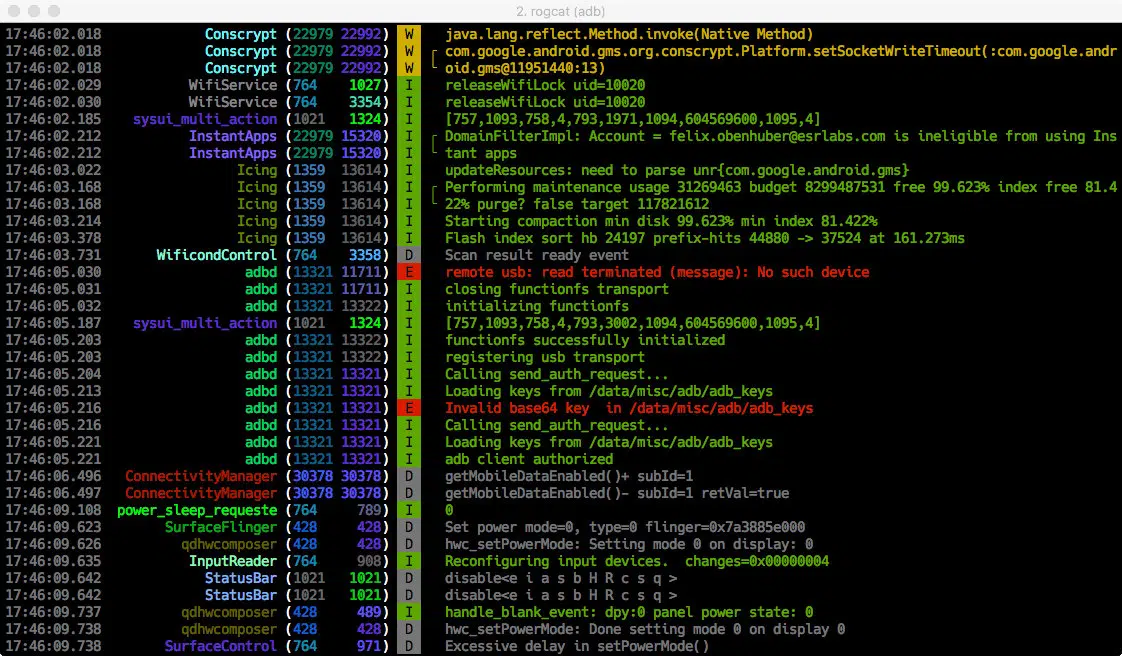 2. rogcat (adb)
17:46:02.018 Conscrypt (22979 22992) W java.lang.reflect.Method.invoke(Native Method)
17:46:02.018 Conscrypt (22979 22992) W com.google.android.gms.org.conscrypt.Platform.setSocketWriteTimeout(:com.google.andr
17:46:02.018 Conscrypt (22979 22992) W oid.gms@11951440:13)
17:46:02.029 WifiService (764 1027) I releaseWifiLock uid=10020
17:46:02.030 WifiService (764 3354) I releaseWifiLock uid=10020
17:46:02.185 sysui_multi_action (1021 1324) I [757,1093,758,4,793,1971,1094,604569600,1095,4]
17:46:02.212 InstantApps (22979 15320) I DomainFilterImpl: Account = felix.obenhuber@esrlabs.com is ineligible from using Ins
17:46:02.212 InstantApps (22979 15320) I tant apps
17:46:03.022 Icing (1359 13614) I updateResources: need to parse unr{com.google.android.gms}
17:46:03.168 Icing (1359 13614) I Performing maintenance usage 31269463 budget 8299487531 free 99.623% index free 81.4
17:46:03.168 Icing (1359 13614) I 22% purge? false target 117821612
17:46:03.214 Icing (1359 13614) I Starting compaction min disk 99.623% min index 81.422%
17:46:03.378 Icing (1359 13614) I Flash index sort hb 24197 prefix-hits 44880 -> 37524 at 161.273ms
17:46:03.731 WificondControl (764 3358) D Scan result ready event
17:46:05.030 adbd (13321 11711) E remote usb: read terminated (message): No such device
17:46:05.031 adbd (13321 11711) I closing functionfs transport
17:46:05.032 adbd (13321 13322) I initializing functionfs
17:46:05.187 sysui_multi_action (1021 1324) I [757,1093,758,4,793,3002,1094,604569600,1095,4]
17:46:05.203 adbd (13321 13322) I functionfs successfully initialized
17:46:05.203 adbd (13321 13322) I registering usb transport
17:46:05.204 adbd (13321 13321) I Calling send_auth_request...
17:46:05.213 adbd (13321 13321) I Loading keys from /data/misc/adb/adb_keys
17:46:05.216 adbd (13321 13321) E Invalid base64 key  in /data/misc/adb/adb_keys
17:46:05.216 adbd (13321 13321) I Calling send_auth_request...
17:46:05.221 adbd (13321 13321) I Loading keys from /data/misc/adb/adb_keys
17:46:05.221 adbd (13321 13321) I adb client authorized
17:46:06.496 ConnectivityManager (30378 30378) D getMobileDataEnabled()+ subId=1
17:46:06.497 ConnectivityManager (30378 30378) D getMobileDataEnabled()- subId=1 retVal=true
17:46:09.108 power_sleep_requeste (764 789) I 0
17:46:09.623 SurfaceFlinger (428 428) D Set power mode=0, type=0 flinger=0x7a3885e000
17:46:09.626 qdhwcomposer (428 428) D hwc_setPowerMode: Setting mode 0 on display: 0
17:46:09.635 InputReader (764 908) I Reconfiguring input devices.  changes=0x00000004
17:46:09.642 StatusBar (1021 1021) D disable<e i a s b H R c s q >
17:46:09.642 StatusBar (1021 1021) D disable<e i a s b H R c s q >
17:46:09.737 qdhwcomposer (428 489) I handle_blank_event: dpy:0 panel power state: 0
17:46:09.738 qdhwcomposer (428 428) D hwc_setPowerMode: Done setting mode 0 on display 0
17:46:09.738 SurfaceControl (764 971) D Excessive delay in setPowerMode()